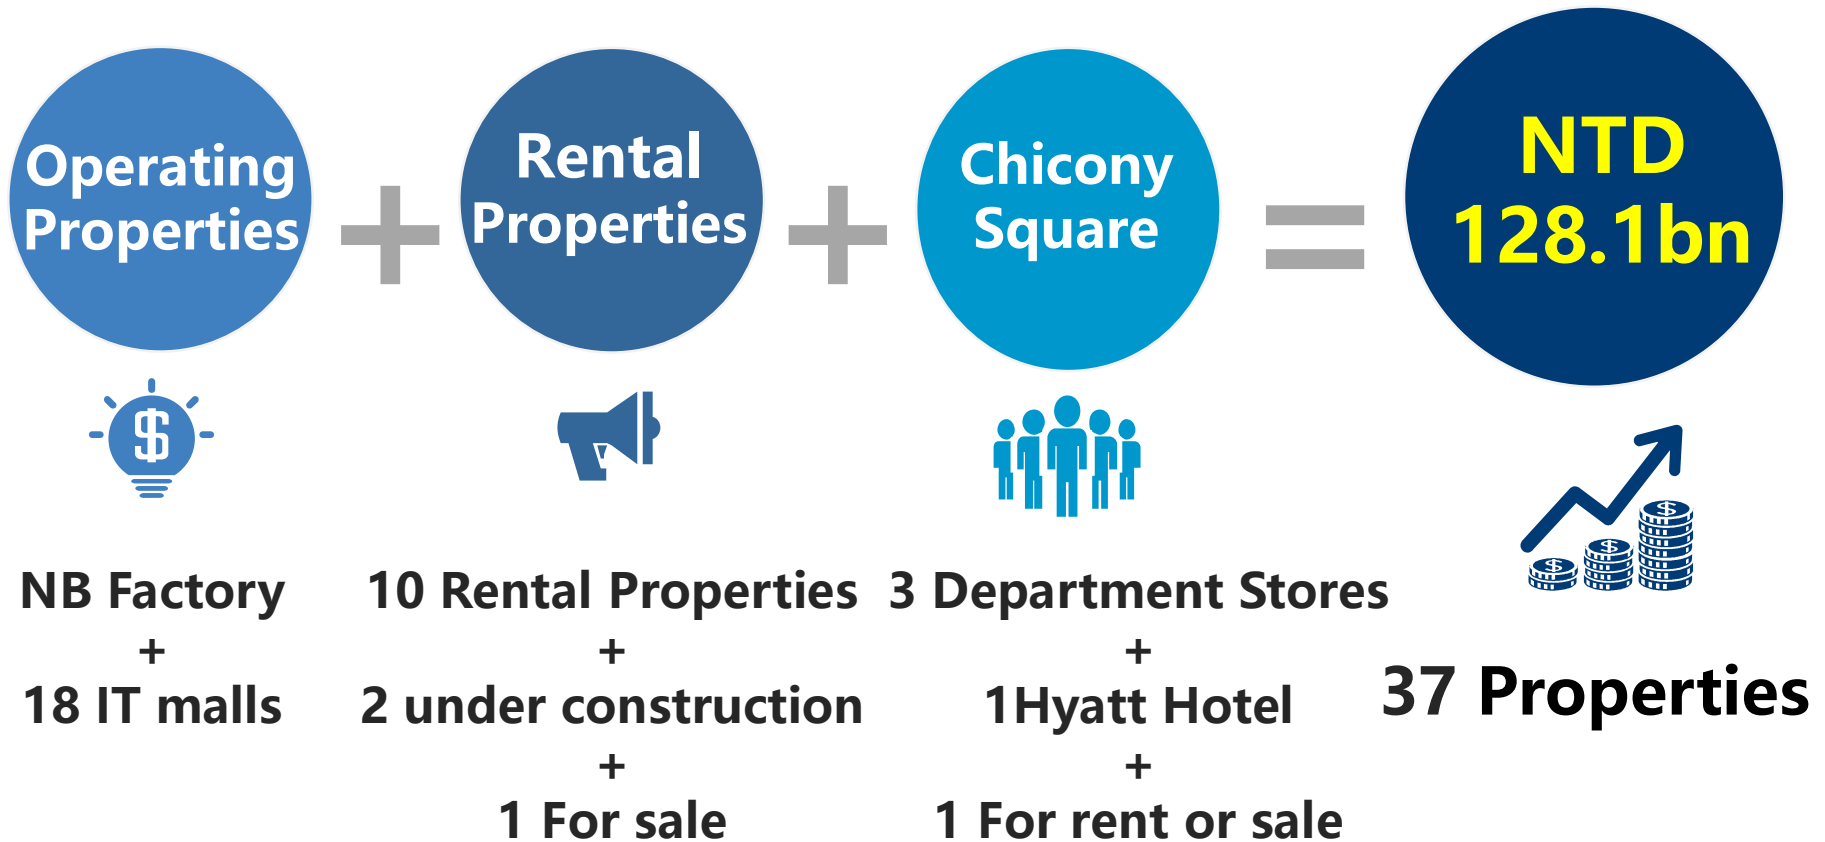 Operating
Properties
+
Rental
Properties
+
Chicony
Square
=
NTD
128.1bn
NB Factory
+
18 IT malls
10 Rental Properties
+
2 under construction
+
1 For sale
3 Department Stores
+
1Hyatt Hotel
+
1 For rent or sale
37 Properties